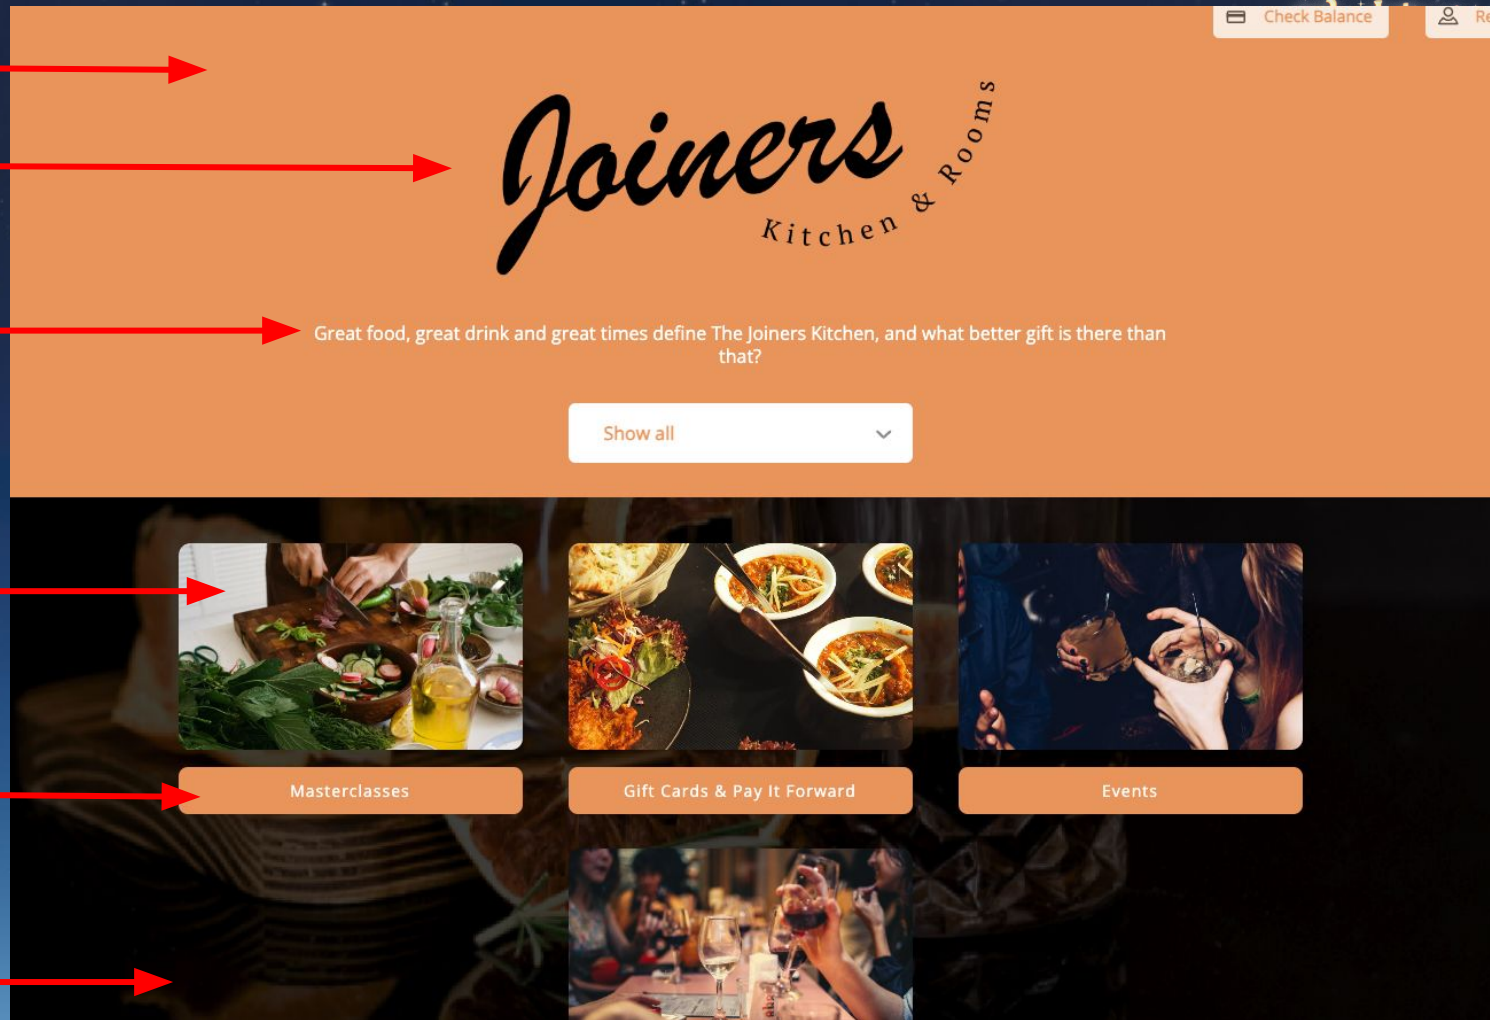 Check Balance
Joiners
Kitchen & Rooms
Great food, great drink and great times define The Joiners Kitchen, and what better gift is there than
that?
Show all
Masterclasses
Gift Cards & Pay It Forward
Events